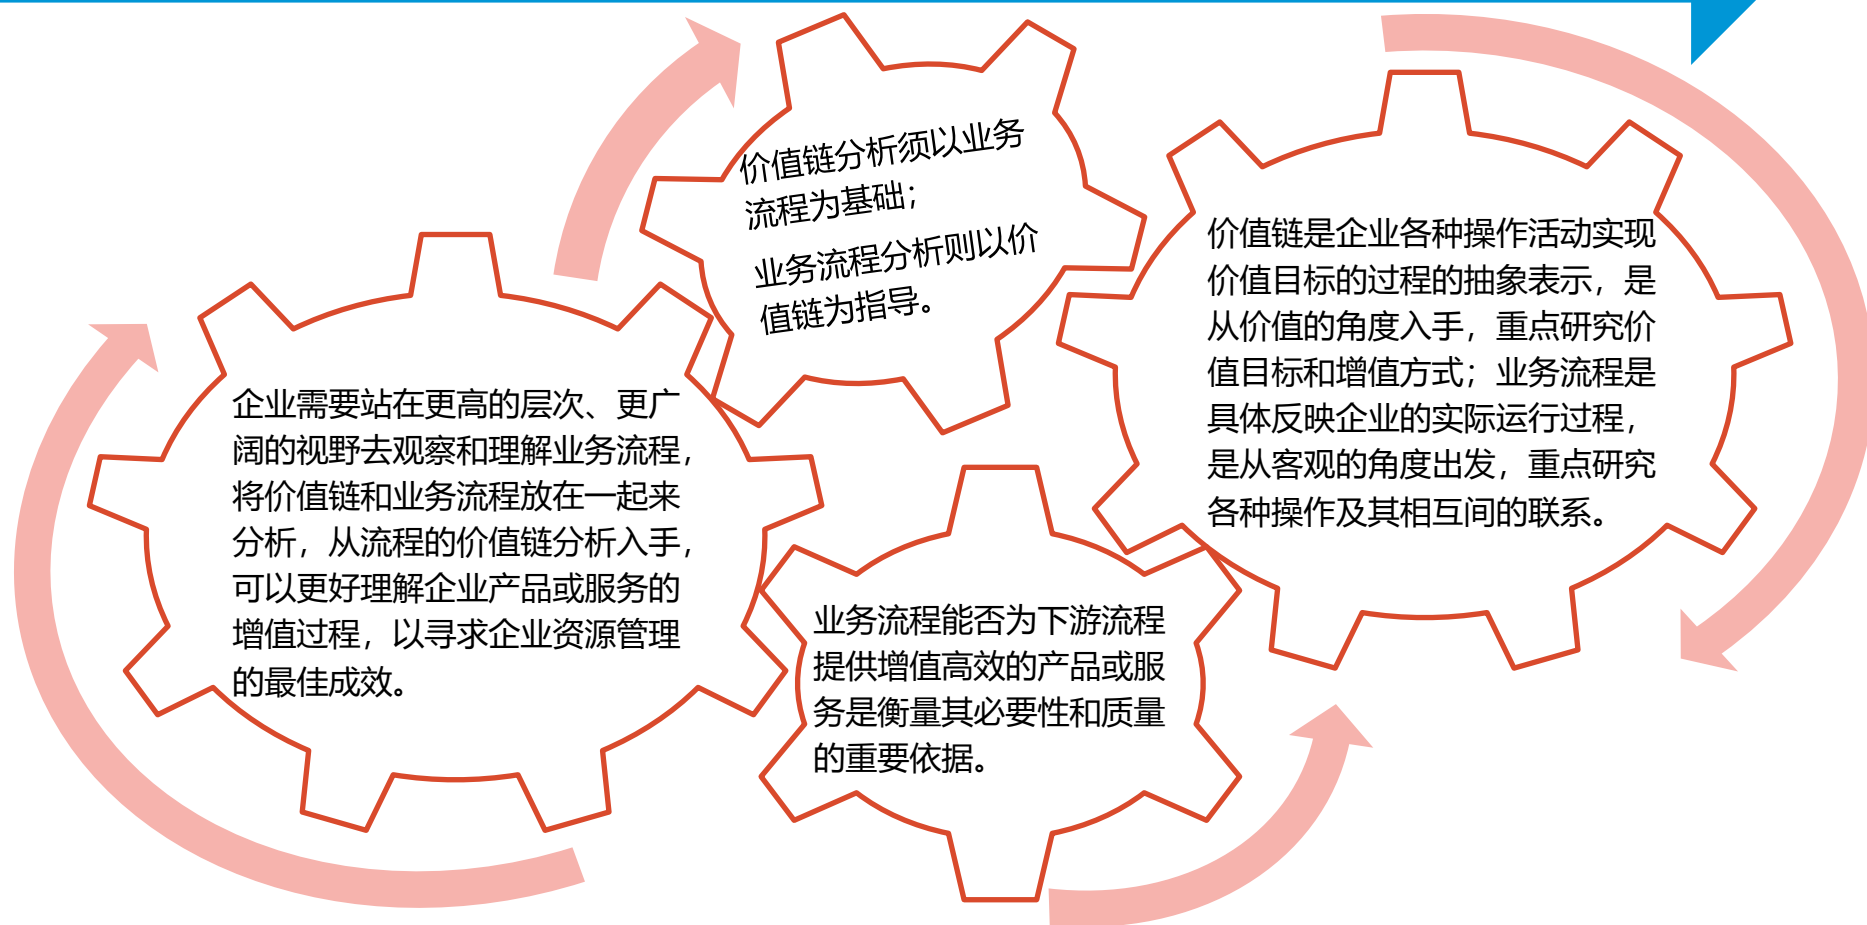 价值链分析须以业务
流程为基础；
业务流程分析则以价
值链为指导。
价值链是企业各种操作活动实现
价值目标的过程的抽象表示，是
从价值的角度入手，重点研究价
值目标和增值方式；业务流程是
具体反映企业的实际运行过程，
是从客观的角度出发，重点研究
各种操作及其相互间的联系。
企业需要站在更高的层次、更广
阔的视野去观察和理解业务流程，
将价值链和业务流程放在一起来
分析，从流程的价值链分析入手，
可以更好理解企业产品或服务的
增值过程，以寻求企业资源管理
的最佳成效。
业务流程能否为下游流程
提供增值高效的产品或服
务是衡量其必要性和质量
的重要依据。